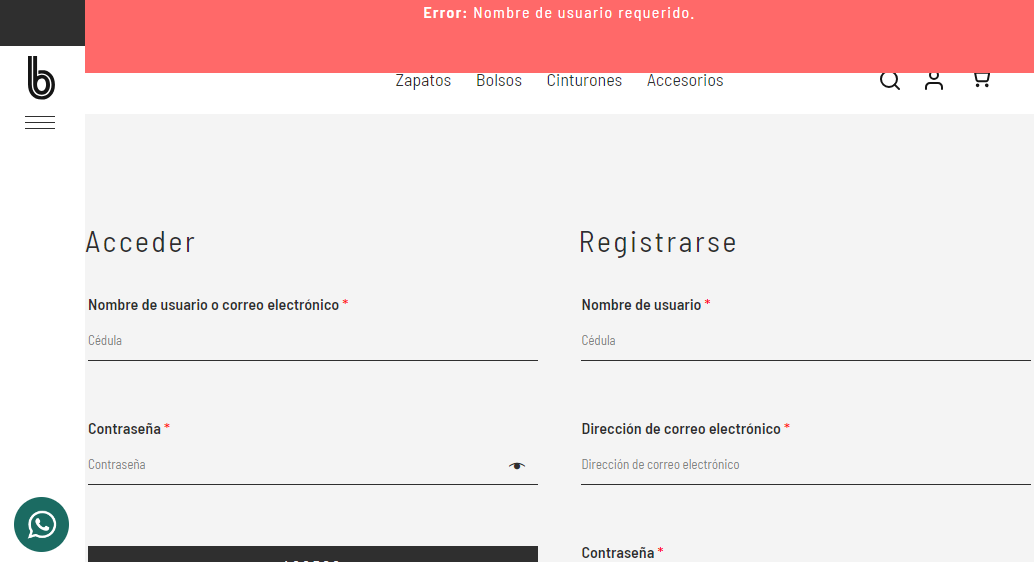 Error: Nombre de usuario requerido.
b
Zapatos Bolsos Cinturones Accesorios
Acceder
Nombre de usuario o correo electrónico *
Cédula
Contraseña *
Contraseña
Registrarse
Nombre de usuario *
Cédula
Dirección de correo electrónico *
Dirección de correo electrónico
Contraseña *